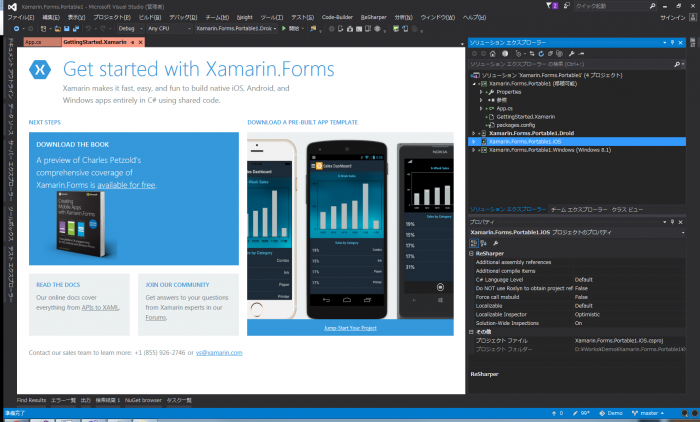 Xamarin.Forms.Portable1 - Microsoft Visual Studio (管理者)
クイック起動
ファイル(F) 編集(E) 表示(V) プロジェクト(P) ビルド(B) デバッグ(D) チーム(M) ツール(T) テスト(S) Code-Builder ReSharper 分析(N) ウィンドウ(W) ヘルプ(H)
サインイン
Debug Any CPU Xamarin.Forms.Portable1.Droid 開始
App.cs GettingStarted.Xamarin
Get started with Xamarin.Forms
Xamarin makes it fast, easy, and fun to build native iOS, Android, and
Windows apps entirely in C# using shared code.
NEXT STEPS
DOWNLOAD THE BOOK
A preview of Charles Petzold's
comprehensive coverage of
Xamarin.Forms is available for free.
Creating
Mobile Apps
with Xamarin.Forms
READ THE DOCS
Our online docs cover
everything from APIs to XAML.
JOIN OUR COMMUNITY
Get answers to your questions
from Xamarin experts in our
Forums.
DOWNLOAD A PRE-BUILT APP TEMPLATE
Sales Dashboard
Sales by Category
19%
15%
17%
31%
Jump-Start Your Project
Contact our sales team to learn more: +1 (855) 926-2746 or vs@xamarin.com
Find Results エラー一覧 出力 検索結果 1 NuGet browser タスク一覧
準備完了
ソリューション エクスプローラー
ソリューション エクスプローラー の検索 (Ctrl+;)
ソリューション 'Xamarin.Forms.Portable1' (4 プロジェクト)
Xamarin.Forms.Portable1 (移植可能)
Properties
参照
App.cs
GettingStarted.Xamarin
packages.config
Xamarin.Forms.Portable1.Droid
Xamarin.Forms.Portable1.iOS
Xamarin.Forms.Portable1.Windows (Windows 8.1)
ソリューション エクスプローラー チーム エクスプローラー クラス ビュー
プロパティ
Xamarin.Forms.Portable1.iOS プロジェクトのプロパティ
ReSharper
Additional assembly references
Additional compile items
C# Language Level Default
Do NOT use Roslyn to obtain project ref False
Force call msbuild False
Localizable Default
Localizable Inspector Optimistic
Solution-Wide Inspections On
その他
プロジェクト ファイル Xamarin.Forms.Portable1.iOS.csproj
プロジェクト フォルダー
ReSharper
0 99+ Demo master